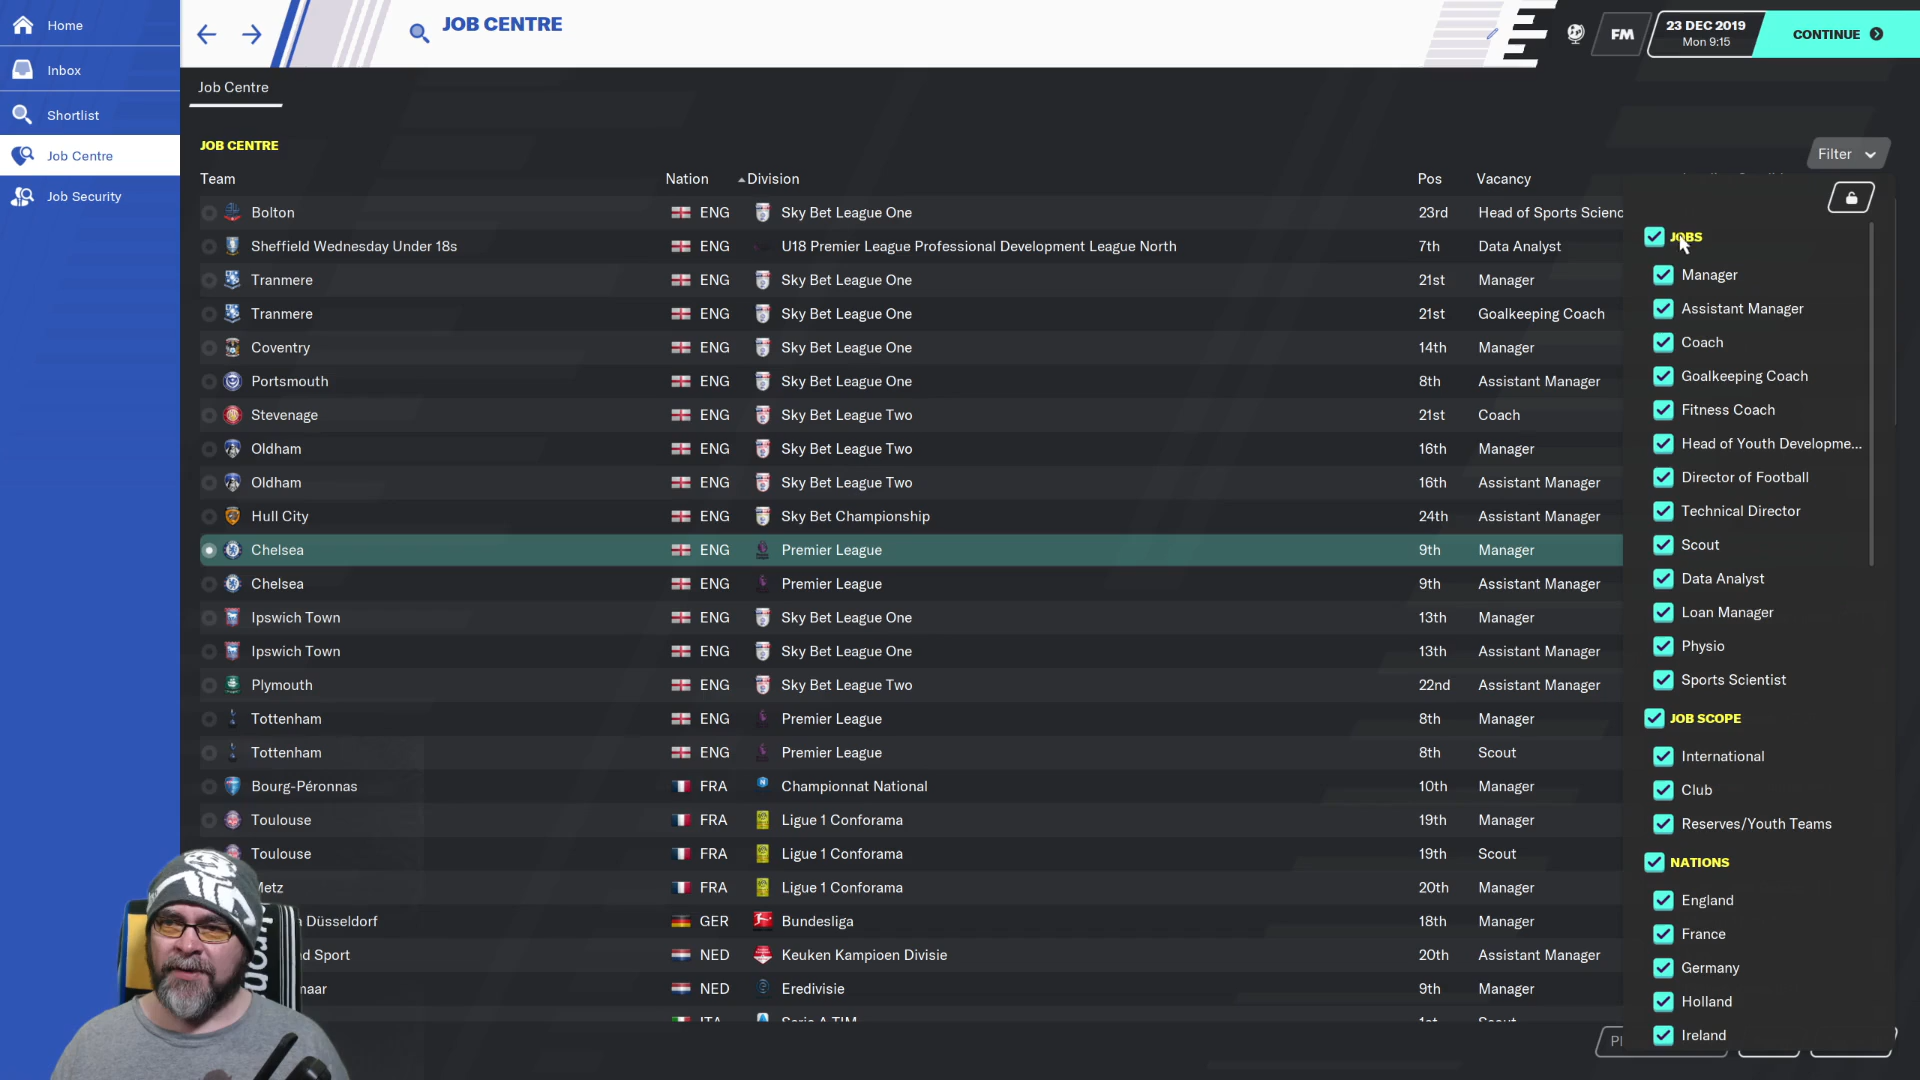 Home
Inbox
Shortlist
Job Centre
Job Security
JOB CENTRE
FM
23 DEC 2019
Mon 9:15
CONTINUE
Job Centre
JOB CENTRE
Filter
Team Nation Division Pos Vacancy
Bolton ENG Sky Bet League One 23rd Head of Sports Scienc
Sheffield Wednesday Under 18s ENG U18 Premier League Professional Development League North 7th Data Analyst
Tranmere ENG Sky Bet League One 21st Manager
Tranmere ENG Sky Bet League One 21st Goalkeeping Coach
Coventry ENG Sky Bet League One 14th Manager
Portsmouth ENG Sky Bet League One 8th Assistant Manager
Stevenage ENG Sky Bet League Two 21st Coach
Oldham ENG Sky Bet League Two 16th Manager
Oldham ENG Sky Bet League Two 16th Assistant Manager
Hull City ENG Sky Bet Championship 24th Assistant Manager
Chelsea ENG Premier League 9th Manager
Chelsea ENG Premier League 9th Assistant Manager
Ipswich Town ENG Sky Bet League One 13th Manager
Ipswich Town ENG Sky Bet League One 13th Assistant Manager
Plymouth ENG Sky Bet League Two 22nd Assistant Manager
Tottenham ENG Premier League 8th Manager
Tottenham ENG Premier League 8th Scout
Bourg-Péronnas FRA Championnat National 10th Manager
Toulouse FRA Ligue 1 Conforama 19th Manager
Toulouse FRA Ligue 1 Conforama 19th Scout
Metz FRA Ligue 1 Conforama 20th Manager
Düsseldorf GER Bundesliga 18th Manager
d Sport NED Keuken Kampioen Divisie 20th Assistant Manager
maar NED Eredivisie 9th Manager
ITA Serie A TIM 1st Scout
JOBS
Manager
Assistant Manager
Coach
Goalkeeping Coach
Fitness Coach
Head of Youth Developme...
Director of Football
Technical Director
Scout
Data Analyst
Loan Manager
Physio
Sports Scientist
JOB SCOPE
International
Club
Reserves/Youth Teams
NATIONS
England
France
Germany
Holland
Ireland